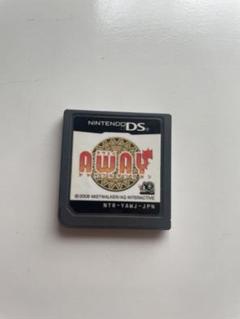 NINTENDO DS
AWAY
© 2008 MISTWALKER/AQ INTERACTIVE
NTR-YAWJ-JPN